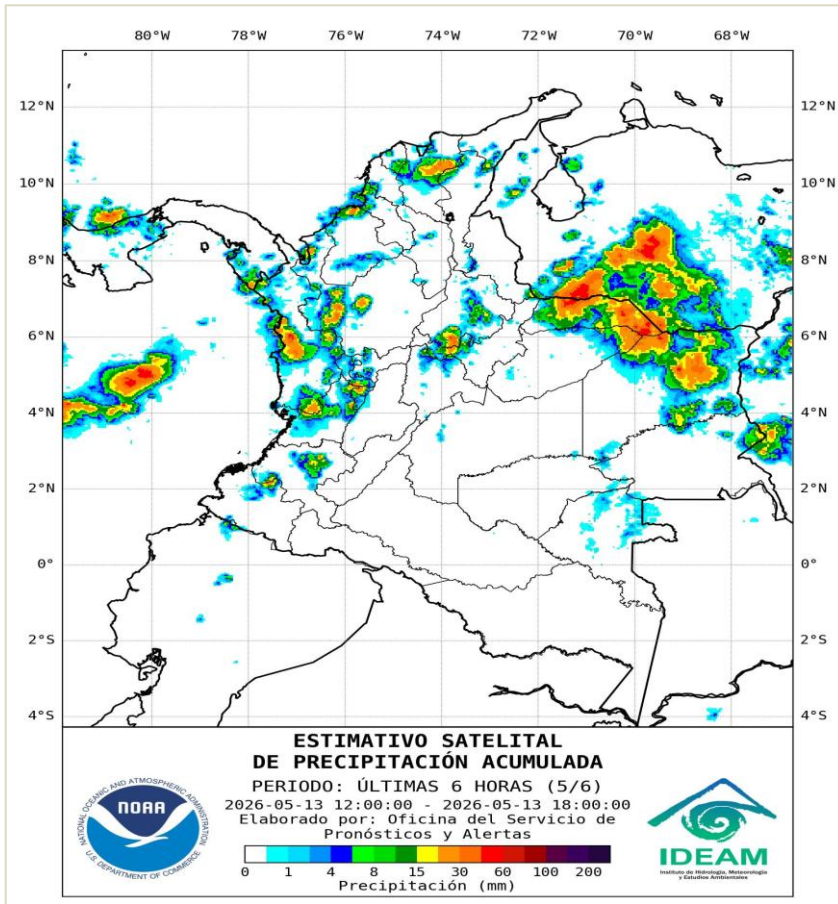 80°W 78°W 76°W 74°W 72°W 70°W 68°W
12°N 12°N
10°N 10°N
8°N 8°N
6°N 6°N
4°N 4°N
2°N 2°N
0° 0°
2°S 2°S
4°S 4°S
ESTIMATIVO SATELITAL
DE PRECIPITACIÓN ACUMULADA
PERIODO: ÚLTIMAS 6 HORAS (5/6)
2026-05-13 12:00:00 - 2026-05-13 18:00:00
Elaborado por: Oficina del Servicio de
Pronósticos y Alertas
0 1 4 8 15 30 60 100 200
Precipitación (mm)
NATIONAL OCEANIC AND ATMOSPHERIC ADMINISTRATION
NOAA
U.S. DEPARTMENT OF COMMERCE
IDEAM
Instituto de Hidrología, Meteorología
y Estudios Ambientales